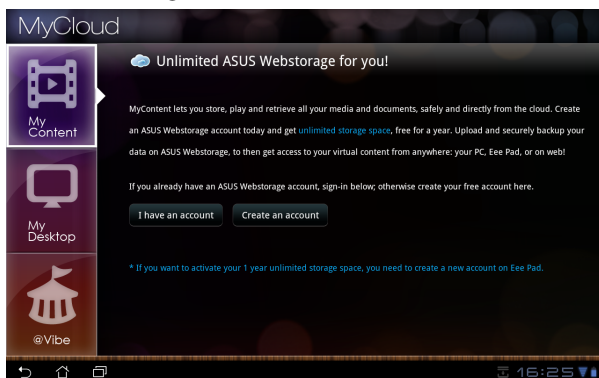 MyCloud
Unlimited ASUS Webstorage for you!
My
Content
MyContent lets you store, play and retrieve all your media and documents, safely and directly from the cloud. Create
an ASUS Webstorage account today and get unlimited storage space, free for a year. Upload and securely backup your
data on ASUS Webstorage, to then get access to your virtual content from anywhere: your PC, Eee Pad, or on web!
If you already have an ASUS Webstorage account, sign-in below; otherwise create your free account here.
I have an account
Create an account
My
Desktop
* If you want to activate your 1 year unlimited storage space, you need to create a new account on Eee Pad.
@Vibe
16:25